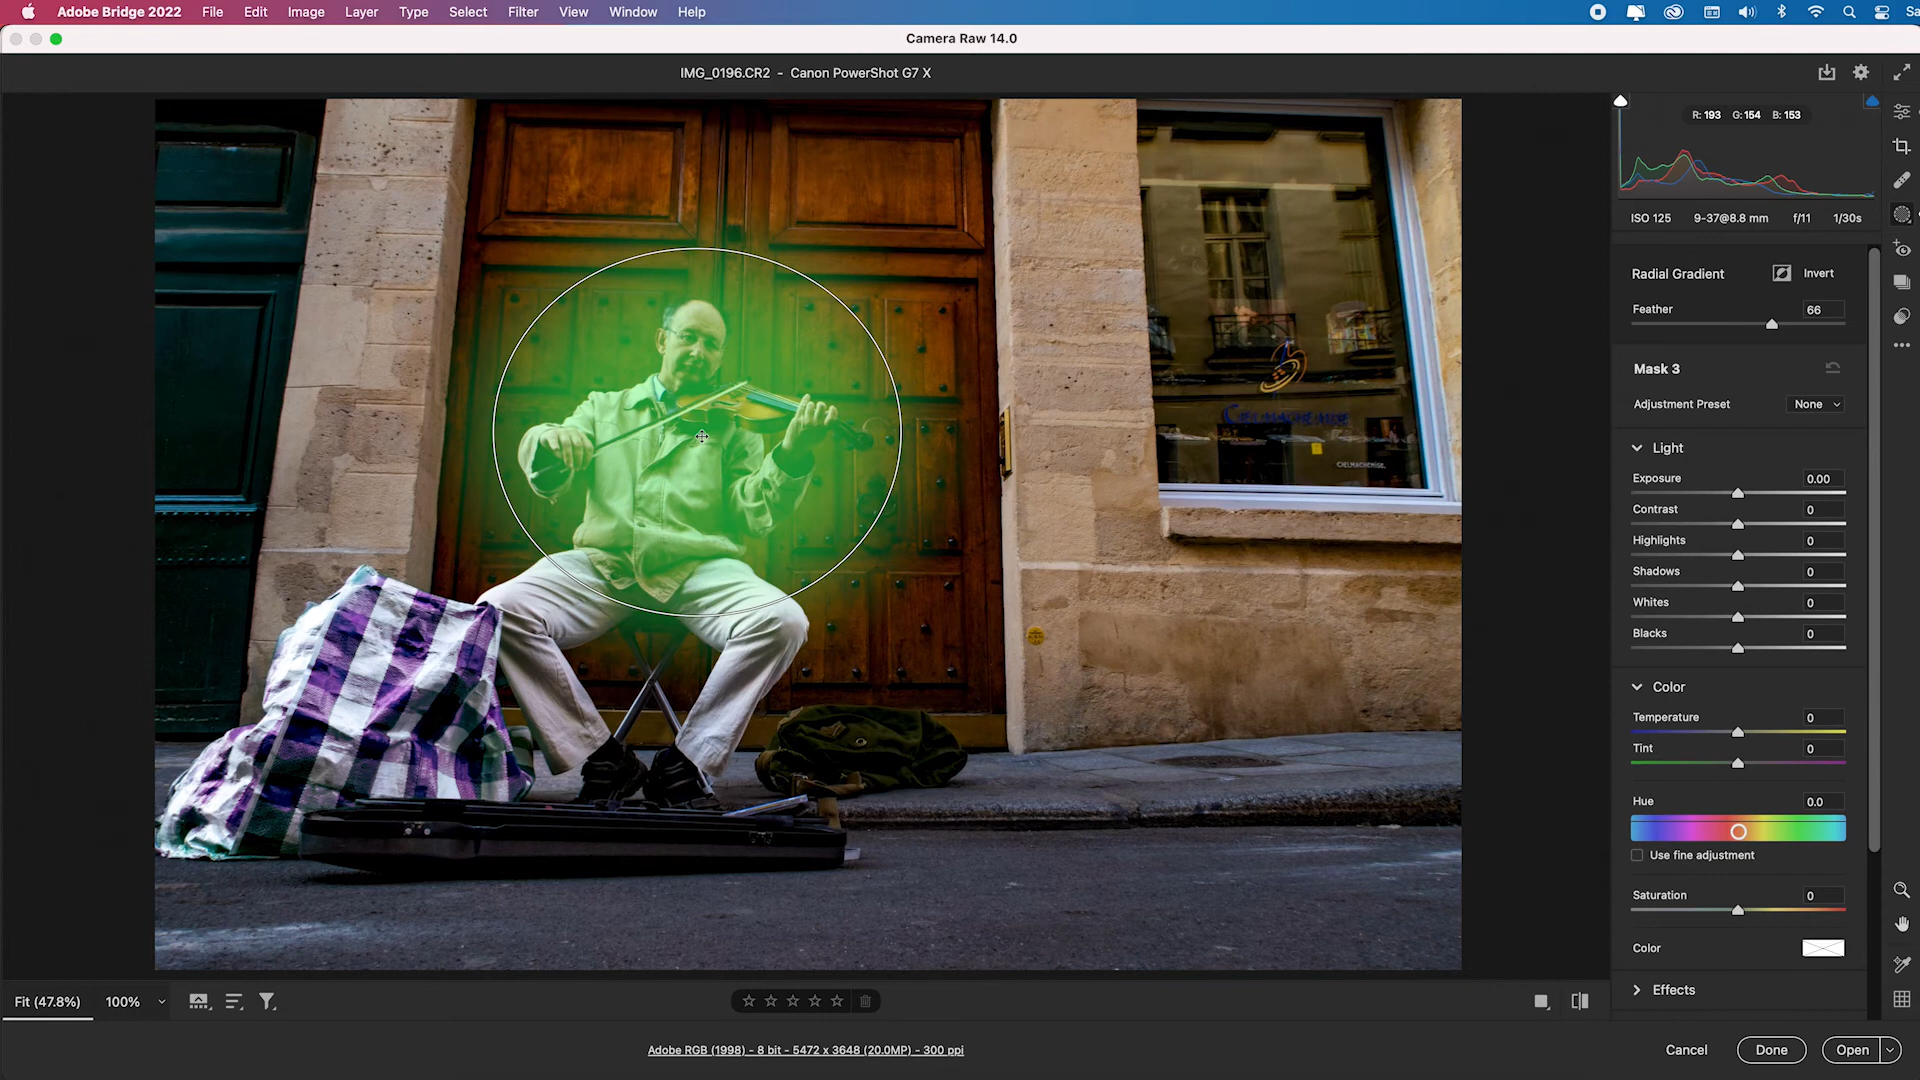 Adobe Bridge 2022 File Edit Image Layer Type Select Filter View Window Help
Camera Raw 14.0
IMG_0196.CR2 - Canon PowerShot G7 X
R: 193 G: 154 B: 153
ISO 125 9-37@8.8 mm f/11 1/30s
Radial Gradient Invert
Feather 66
Mask 3
Adjustment Preset None
Light
Exposure 0.00
Contrast 0
Highlights 0
Shadows 0
Whites 0
Blacks 0
Color
Temperature 0
Tint 0
Hue 0.0
Use fine adjustment
Saturation 0
Color
Effects
Fit (47.8%) 100%
Adobe RGB (1998) - 8 bit - 5472 x 3648 (20.0MP) - 300 ppi
Cancel Done Open